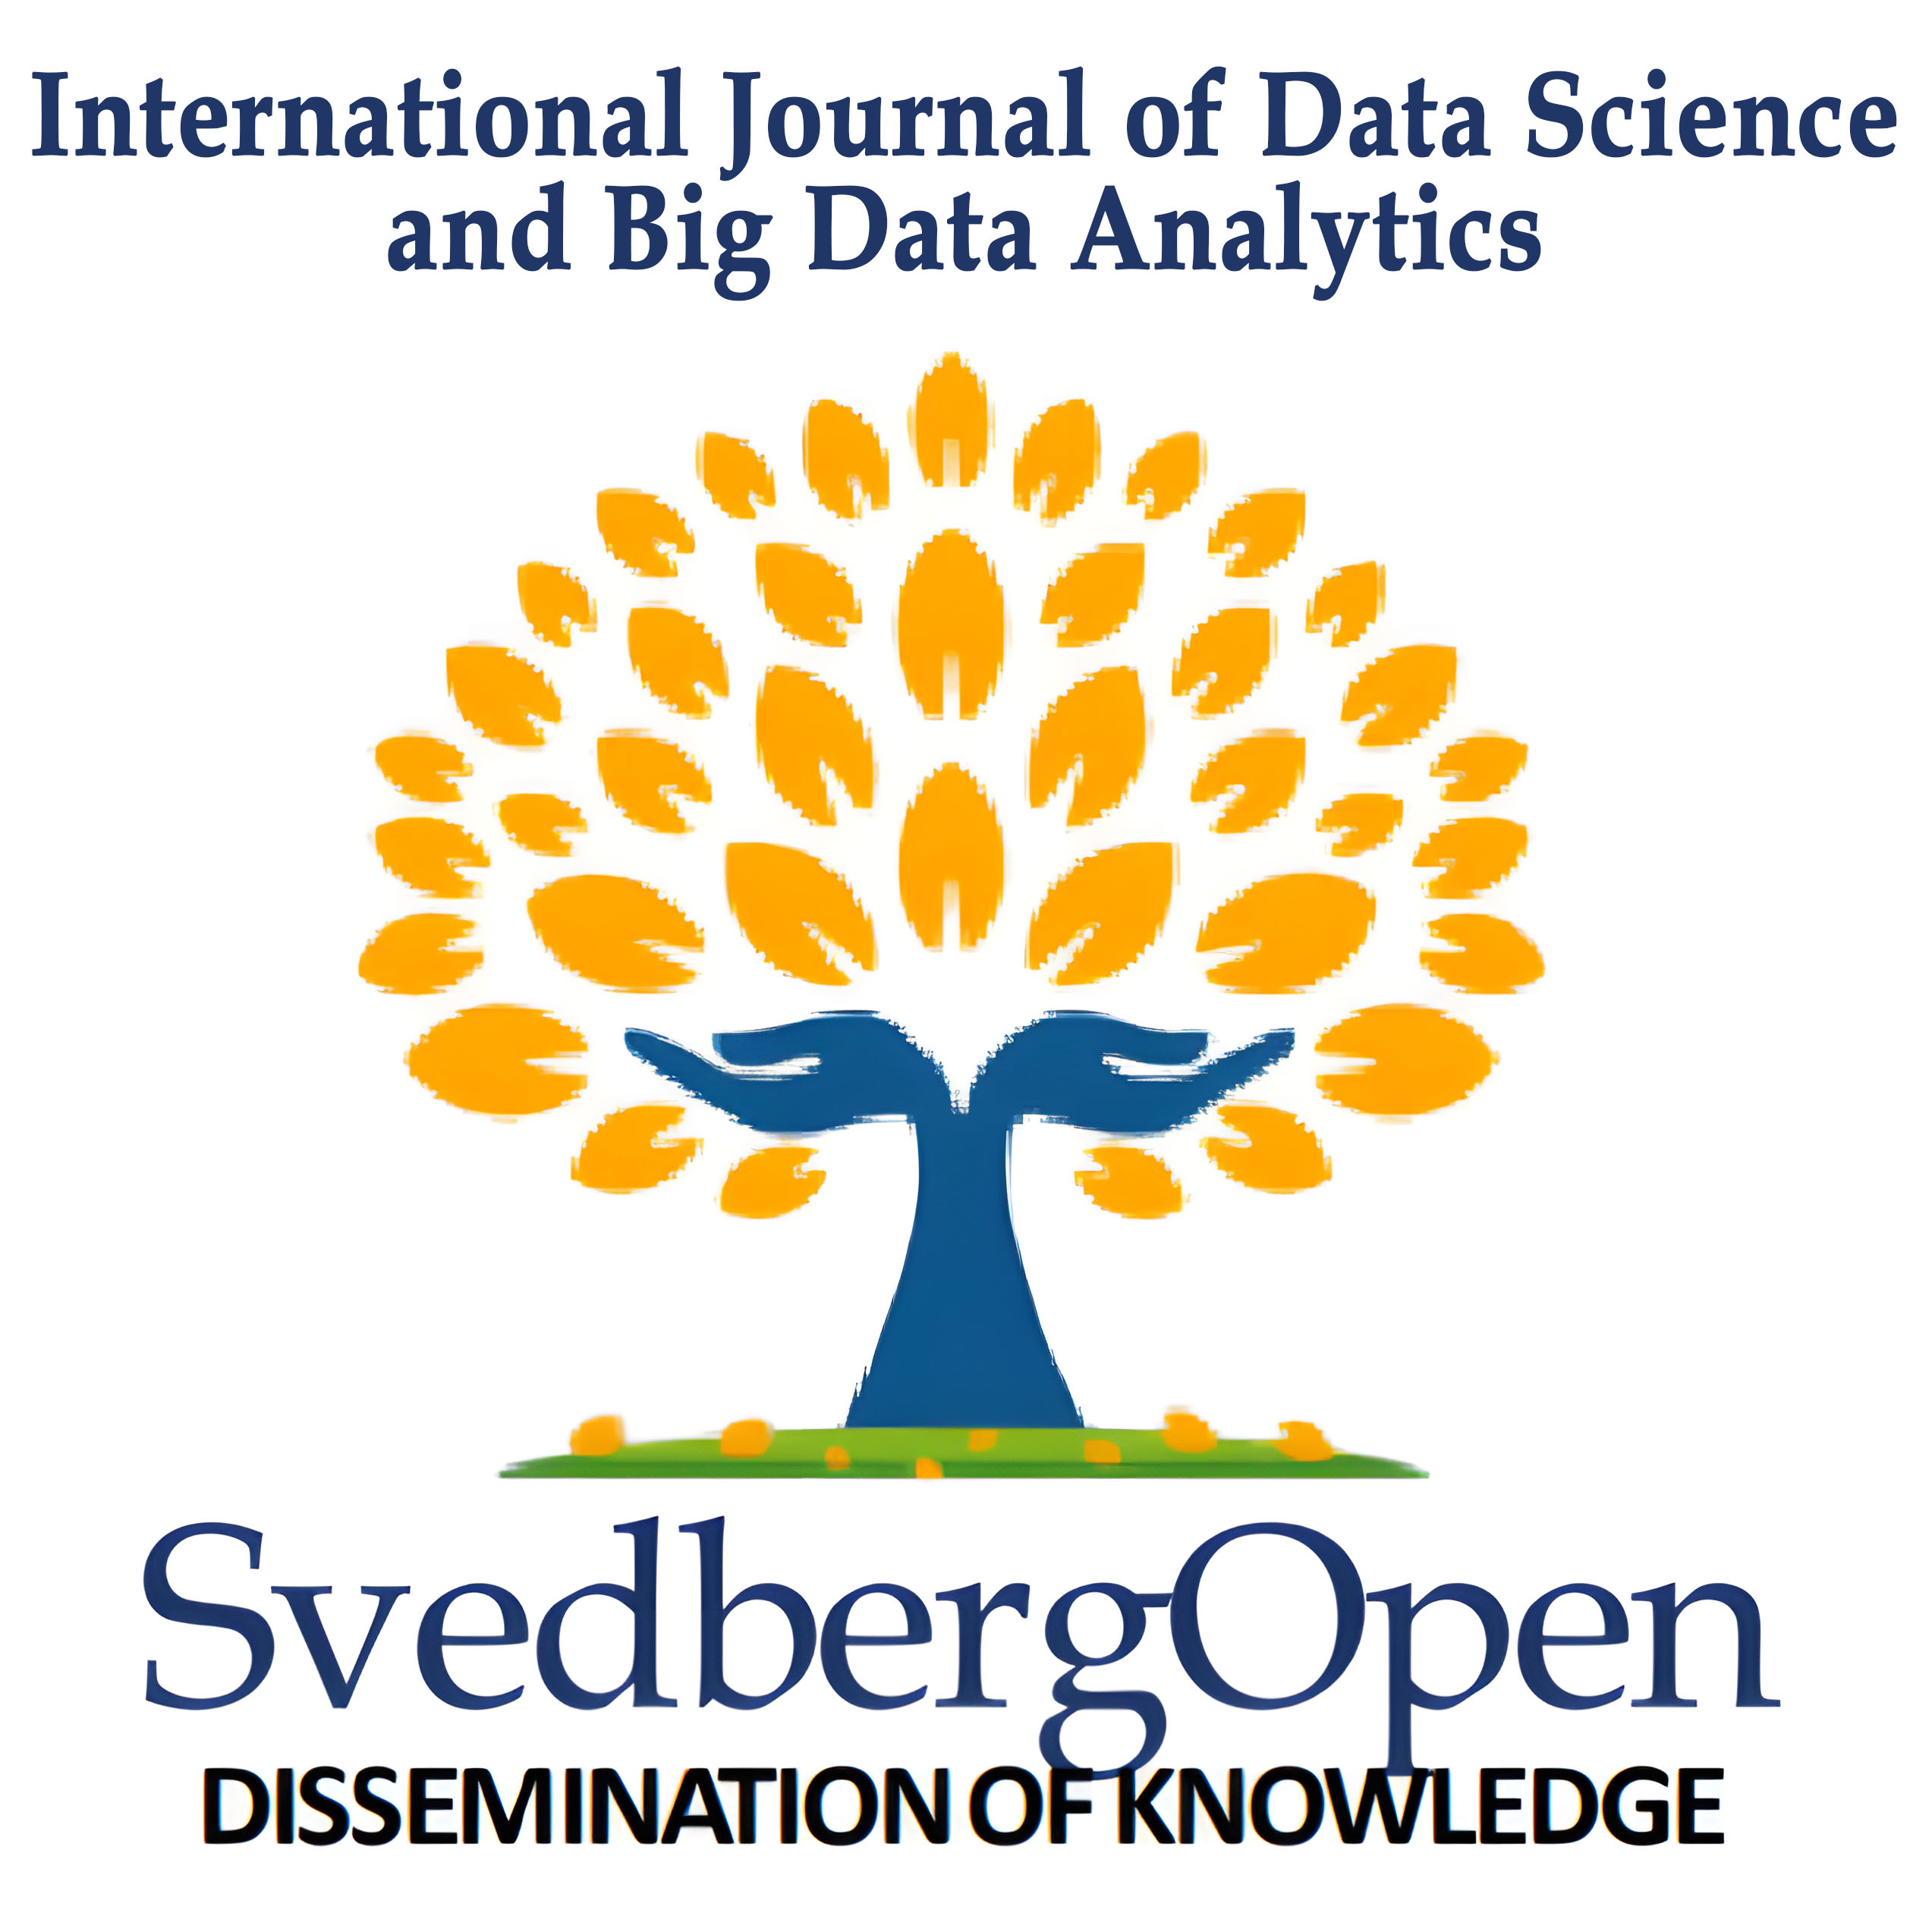 International Journal of Data Science
and Big Data Analytics
SvedbergOpen
DISSEMINATION OF KNOWLEDGE